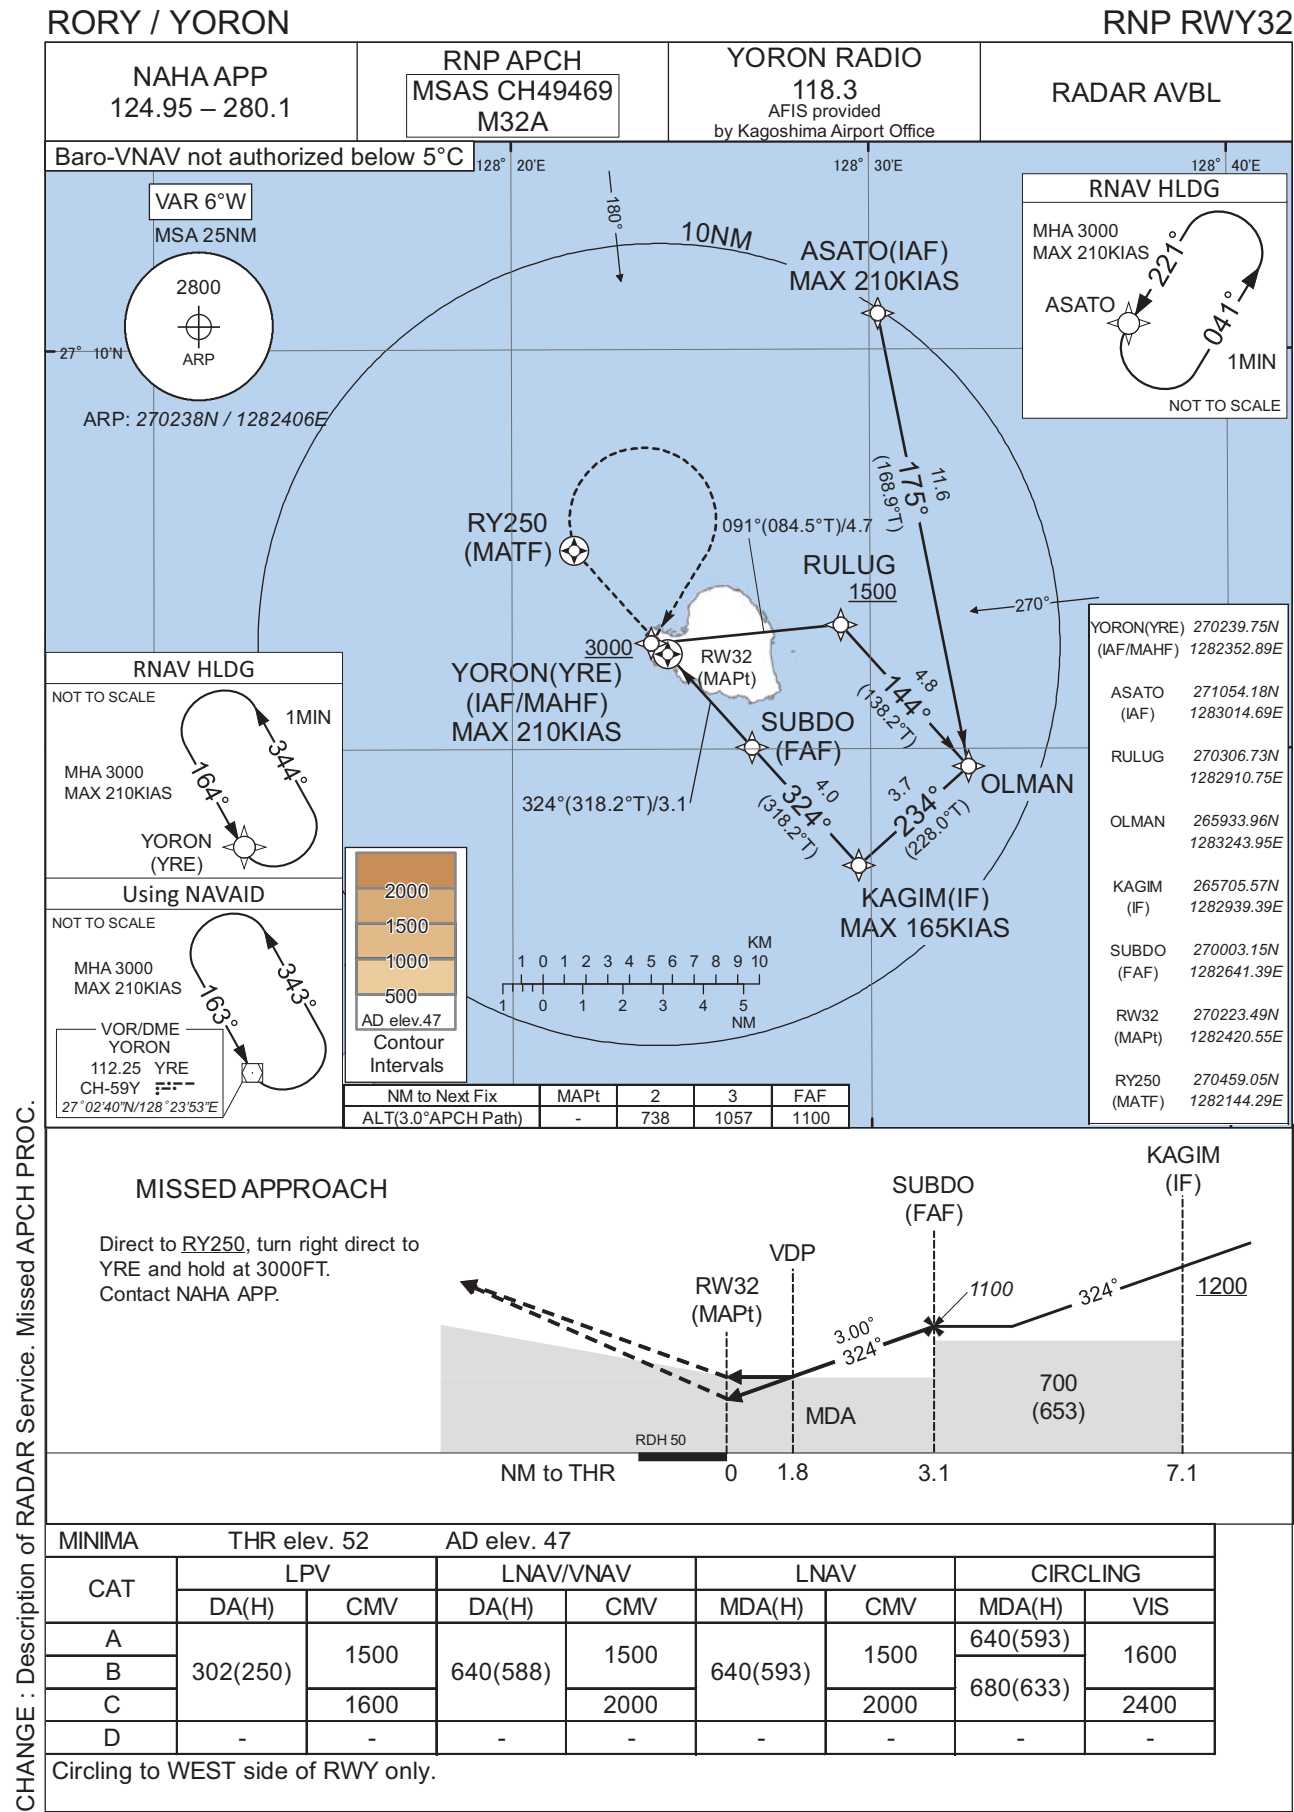 RORY / YORON
RNP RWY32
NAHA APP
124.95 – 280.1
RNP APCH
MSAS CH49469
M32A
YORON RADIO
118.3
AFIS provided
by Kagoshima Airport Office
RADAR AVBL
Baro-VNAV not authorized below 5°C
128° 20'E
128° 30'E
128° 40'E
VAR 6°W
MSA 25NM
2800
ARP
ARP: 270238N / 1282406E
27° 10'N
180°
10NM
ASATO(IAF)
MAX 210KIAS
RNAV HLDG
MHA 3000
MAX 210KIAS
221°
ASATO
041°
1MIN
NOT TO SCALE
11.6
175°
(168.9°T)
RY250
(MATF)
091°(084.5°T)/4.7
RULUG
1500
270°
3000
YORON(YRE)
(IAF/MAHF)
MAX 210KIAS
RW32
(MAPt)
4.8
144°
(138.2°T)
SUBDO
(FAF)
OLMAN
324°(318.2°T)/3.1
4.0
324°
(318.2°T)
3.7
234°
(228.0°T)
KAGIM(IF)
MAX 165KIAS
YORON(YRE) 270239.75N
(IAF/MAHF) 1282352.89E
ASATO 271054.18N
(IAF) 1283014.69E
RULUG 270306.73N
1282910.75E
OLMAN 265933.96N
1283243.95E
KAGIM 265705.57N
(IF) 1282939.39E
SUBDO 270003.15N
(FAF) 1282641.39E
RW32 270223.49N
(MAPt) 1282420.55E
RY250 270459.05N
(MATF) 1282144.29E
RNAV HLDG
NOT TO SCALE
1MIN
344°
164°
MHA 3000
MAX 210KIAS
YORON
(YRE)
Using NAVAID
NOT TO SCALE
MHA 3000
MAX 210KIAS
343°
163°
VOR/DME
YORON
112.25 YRE
CH-59Y
27°02'40"N/128°23'53"E
2000
1500
1000
500
AD elev.47
Contour
Intervals
KM
1 0 1 2 3 4 5 6 7 8 9 10
1 0 1 2 3 4 5
NM
NM to Next Fix MAPt 2 3 FAF
ALT(3.0°APCH Path) - 738 1057 1100
CHANGE : Description of RADAR Service. Missed APCH PROC.
MISSED APPROACH
Direct to RY250, turn right direct to
YRE and hold at 3000FT.
Contact NAHA APP.
KAGIM
(IF)
SUBDO
(FAF)
VDP
RW32
(MAPt)
1100
1200
324°
3.00°
324°
700
(653)
MDA
RDH 50
NM to THR 0 1.8 3.1 7.1
MINIMA THR elev. 52 AD elev. 47
CAT LPV LNAV/VNAV LNAV CIRCLING
DA(H) CMV DA(H) CMV MDA(H) CMV MDA(H) VIS
A 302(250) 1500 640(588) 1500 640(593) 1500 640(593) 1600
B 680(633)
C 1600 2000 2000 2400
D - - - - - - - -
Circling to WEST side of RWY only.